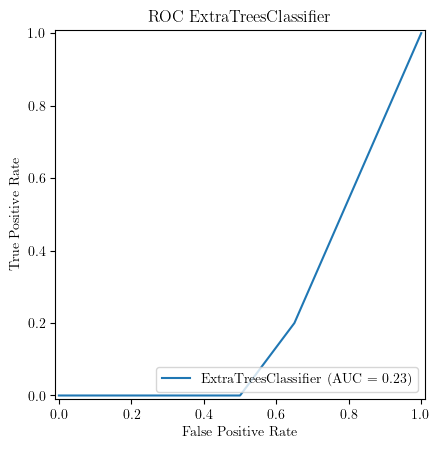 ROC ExtraTreesClassifier
True Positive Rate
1.0
0.8
0.6
0.4
0.2
0.0
ExtraTreesClassifier (AUC = 0.23)
0.0 0.2 0.4 0.6 0.8 1.0
False Positive Rate